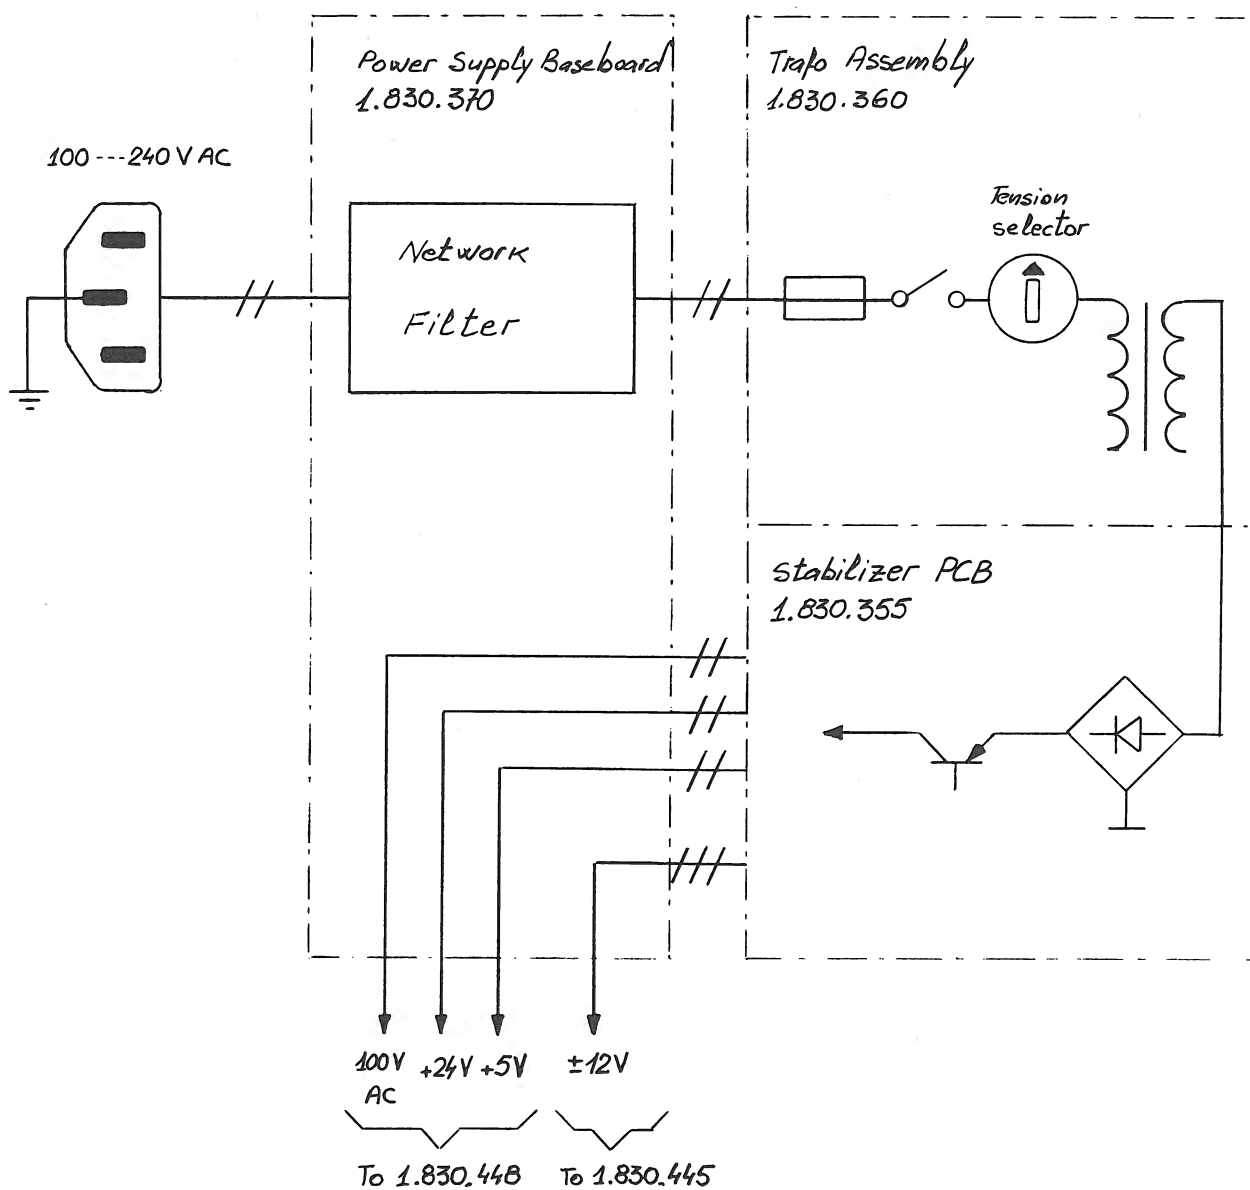 Power Supply Baseboard
1.830.370
Trafo Assembly
1.830.360
100---240 V AC
Tension
selector
Network
Filter
Stabilizer PCB
1.830.355
100V
AC
+24V
+5V
±12V
To 1.830.448
To 1.830.445